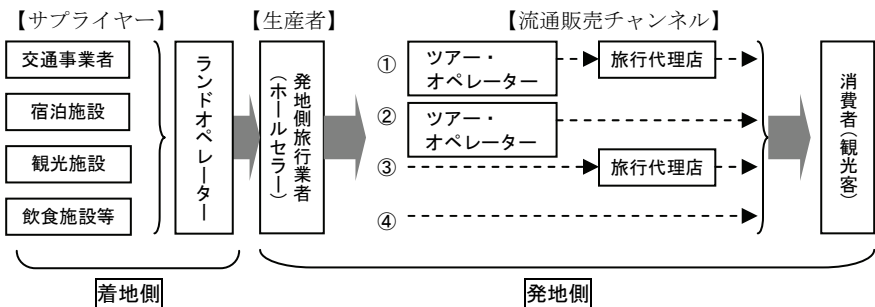 【サプライヤー】
【生産者】
【流通販売チャンネル】
交通事業者
宿泊施設
観光施設
飲食施設等
ランドオペレーター
発地側旅行業者
(ホールセラー)
①
ツアー・
オペレーター
旅行代理店
②
ツアー・
オペレーター
③
旅行代理店
④
消費者(観光客)
着地側
発地側